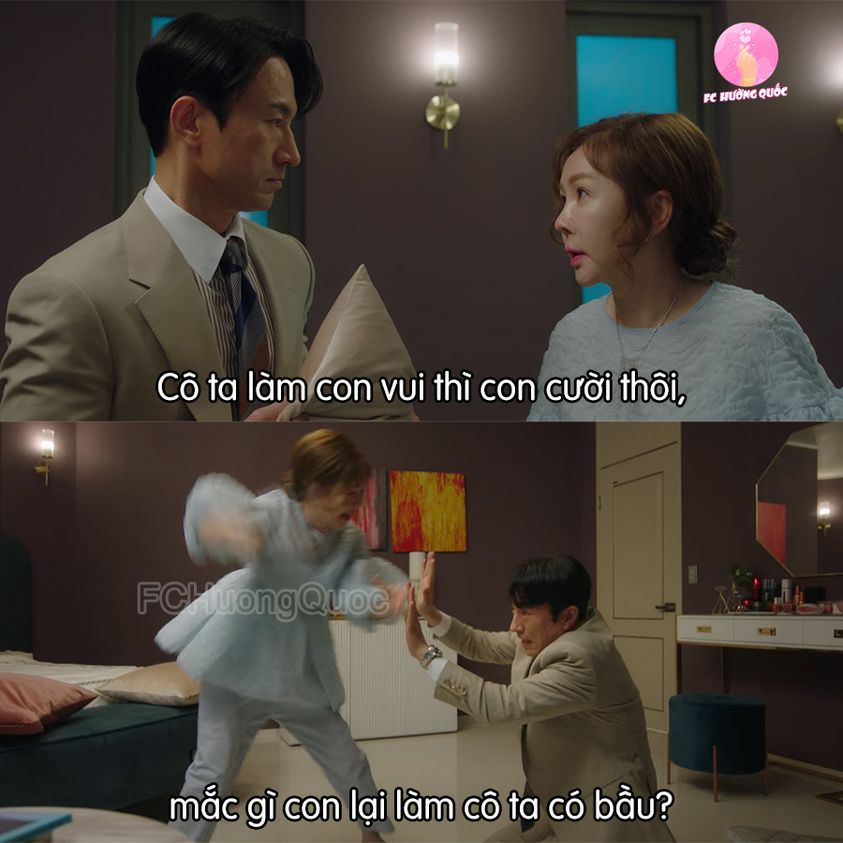 FC HƯỜNG QUỐC
Cô ta làm con vui thì con cười thôi,
FCHuongQuoc
mắc gì con lại làm cô ta có bầu?